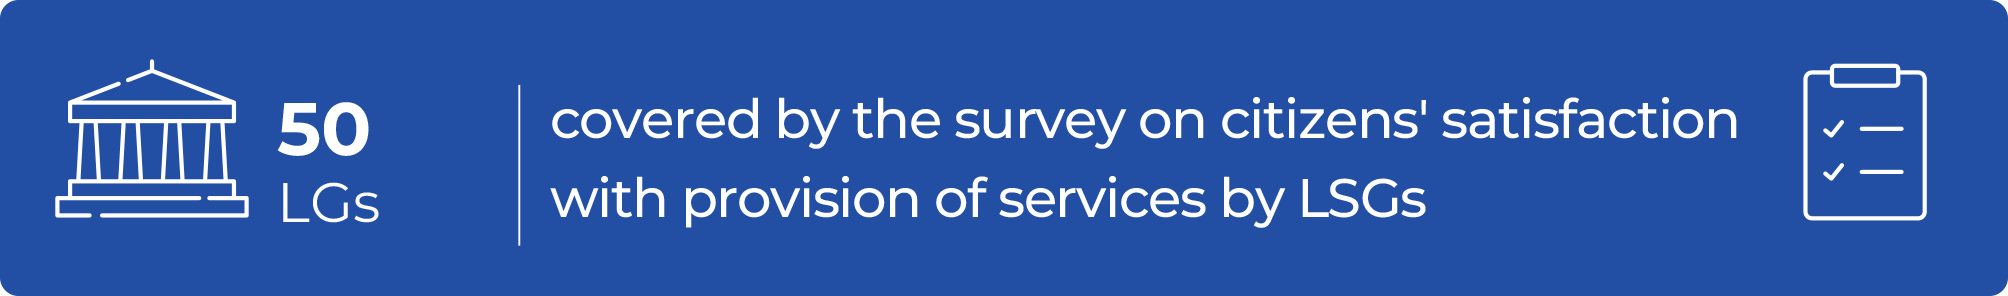 50
LGs
covered by the survey on citizens' satisfaction
with provision of services by LSGs